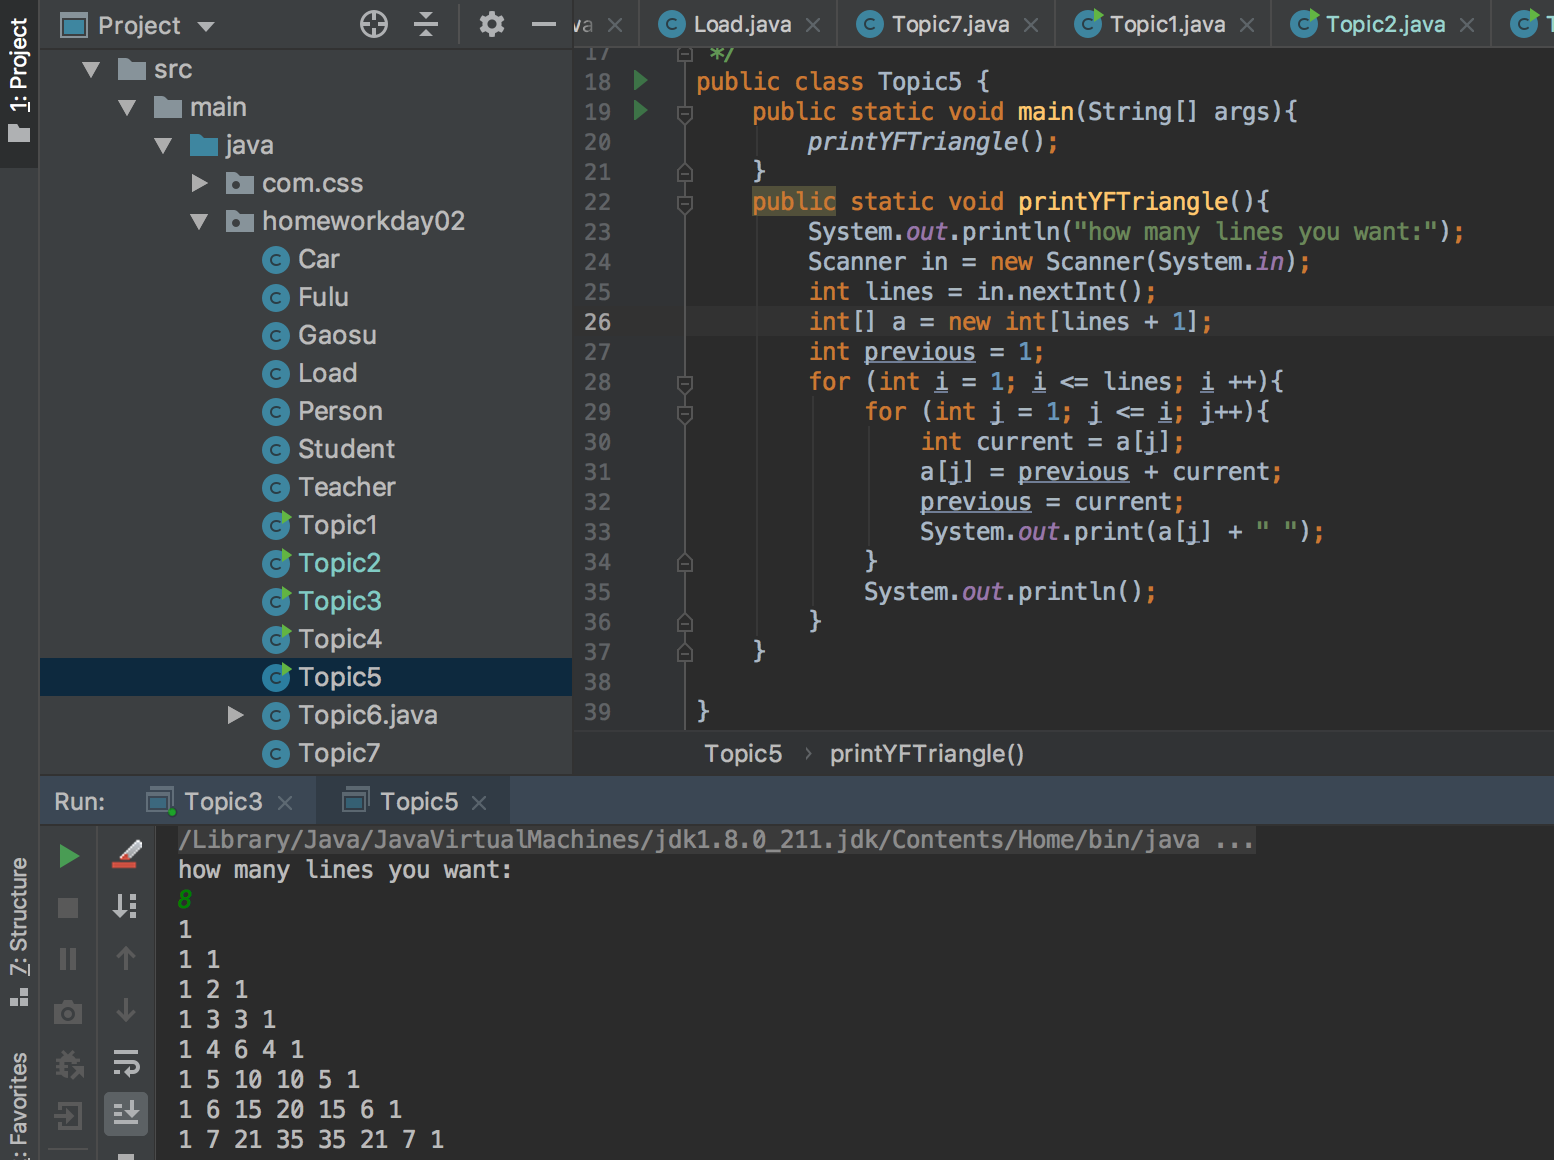 1: Project
7: Structure
: Favorites
Project
src
main
java
com.css
homeworkday02
Car
Fulu
Gaosu
Load
Person
Student
Teacher
Topic1
Topic2
Topic3
Topic4
Topic5
Topic6.java
Topic7
va
Load.java
Topic7.java
Topic1.java
Topic2.java
17 */
18 public class Topic5 {
19 public static void main(String[] args){
20 printYFTriangle();
21 }
22 public static void printYFTriangle(){
23 System.out.println("how many lines you want:");
24 Scanner in = new Scanner(System.in);
25 int lines = in.nextInt();
26 int[] a = new int[lines + 1];
27 int previous = 1;
28 for (int i = 1; i <= lines; i ++){
29 for (int j = 1; j <= i; j++){
30 int current = a[j];
31 a[j] = previous + current;
32 previous = current;
33 System.out.print(a[j] + " ");
34 }
35 System.out.println();
36 }
37 }
38
39 }
Topic5 › printYFTriangle()
Run: Topic3 Topic5
/Library/Java/JavaVirtualMachines/jdk1.8.0_211.jdk/Contents/Home/bin/java ...
how many lines you want:
8
1
1 1
1 2 1
1 3 3 1
1 4 6 4 1
1 5 10 10 5 1
1 6 15 20 15 6 1
1 7 21 35 35 21 7 1